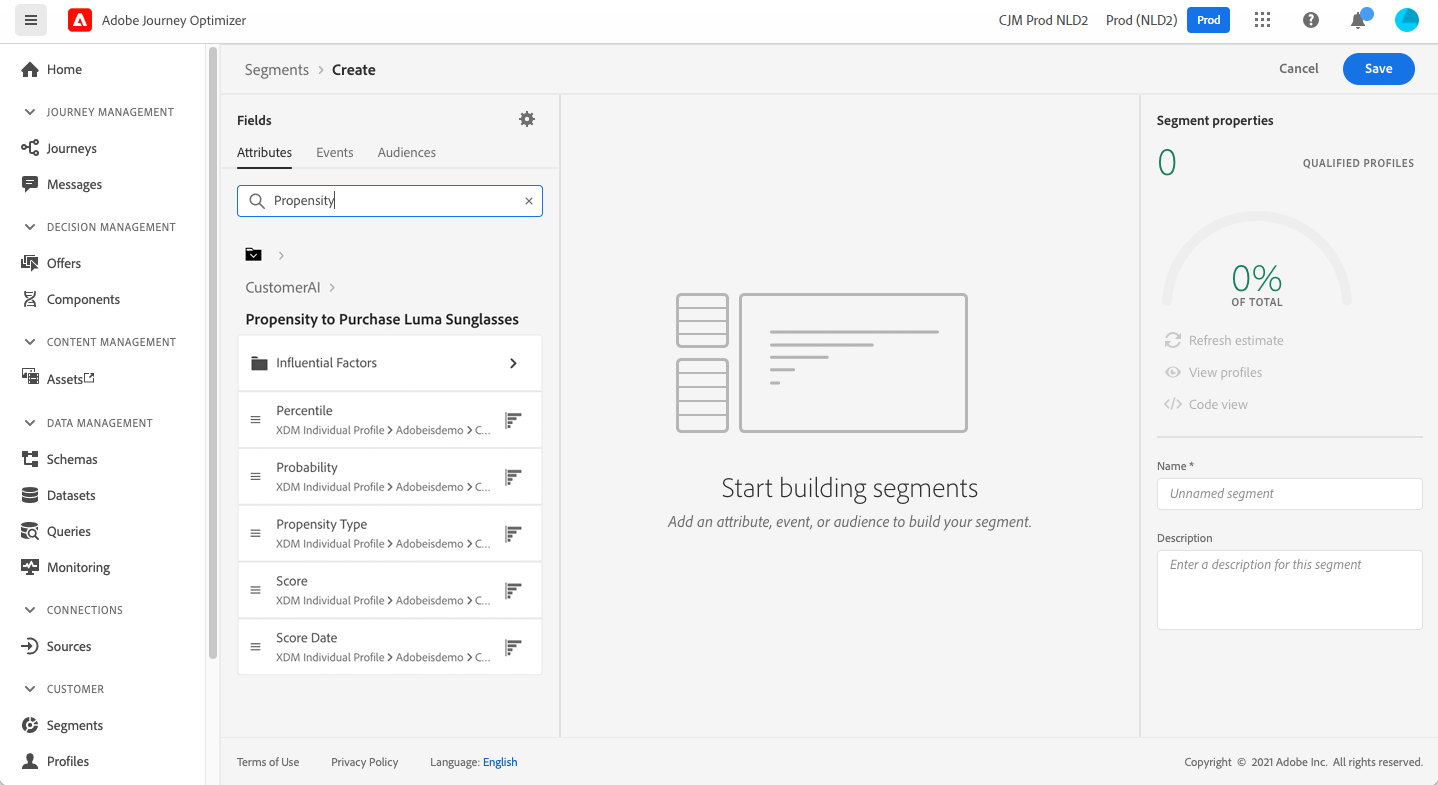 Adobe Journey Optimizer
CJM Prod NLD2
Prod (NLD2)
Prod
Home
JOURNEY MANAGEMENT
Journeys
Messages
DECISION MANAGEMENT
Offers
Components
CONTENT MANAGEMENT
Assets
DATA MANAGEMENT
Schemas
Datasets
Queries
Monitoring
CONNECTIONS
Sources
CUSTOMER
Segments
Profiles
Segments > Create
Cancel
Save
Fields
Attributes Events Audiences
Propensity
CustomerAI >
Propensity to Purchase Luma Sunglasses
Influential Factors
Percentile
XDM Individual Profile > Adobeisdemo > C...
Probability
XDM Individual Profile > Adobeisdemo > C...
Propensity Type
XDM Individual Profile > Adobeisdemo > C...
Score
XDM Individual Profile > Adobeisdemo > C...
Score Date
XDM Individual Profile > Adobeisdemo > C...
Start building segments
Add an attribute, event, or audience to build your segment.
Segment properties
0 QUALIFIED PROFILES
0%
OF TOTAL
Refresh estimate
View profiles
</> Code view
Name *
Unnamed segment
Description
Enter a description for this segment
Terms of Use Privacy Policy Language: English
Copyright © 2021 Adobe Inc. All rights reserved.